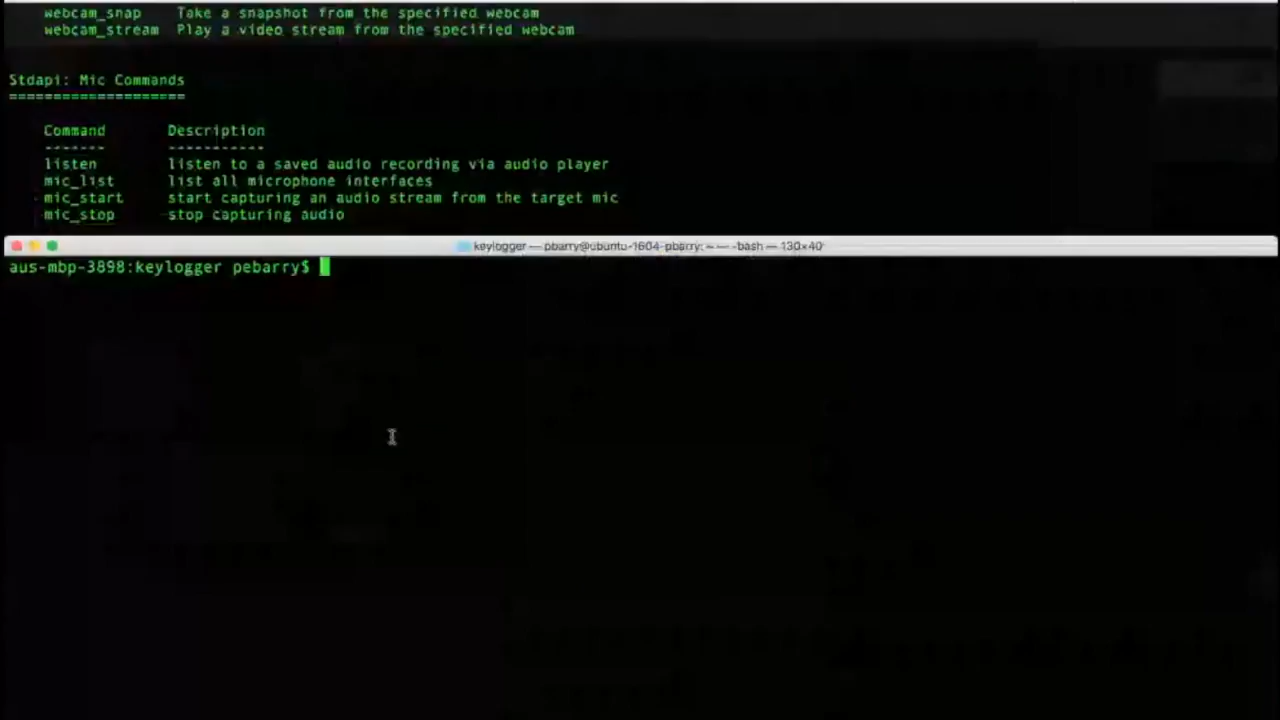 webcam_snap Take a snapshot from the specified webcam
webcam_stream Play a video stream from the specified webcam
Stdapi: Mic Commands
====================
Command Description
------- -----------
listen listen to a saved audio recording via audio player
mic_list list all microphone interfaces
mic_start start capturing an audio stream from the target mic
mic_stop stop capturing audio
keylogger — pbarry@ubuntu-1604-pbarry: ~ — -bash — 130×40
aus-mbp-3898:keylogger pebarry$